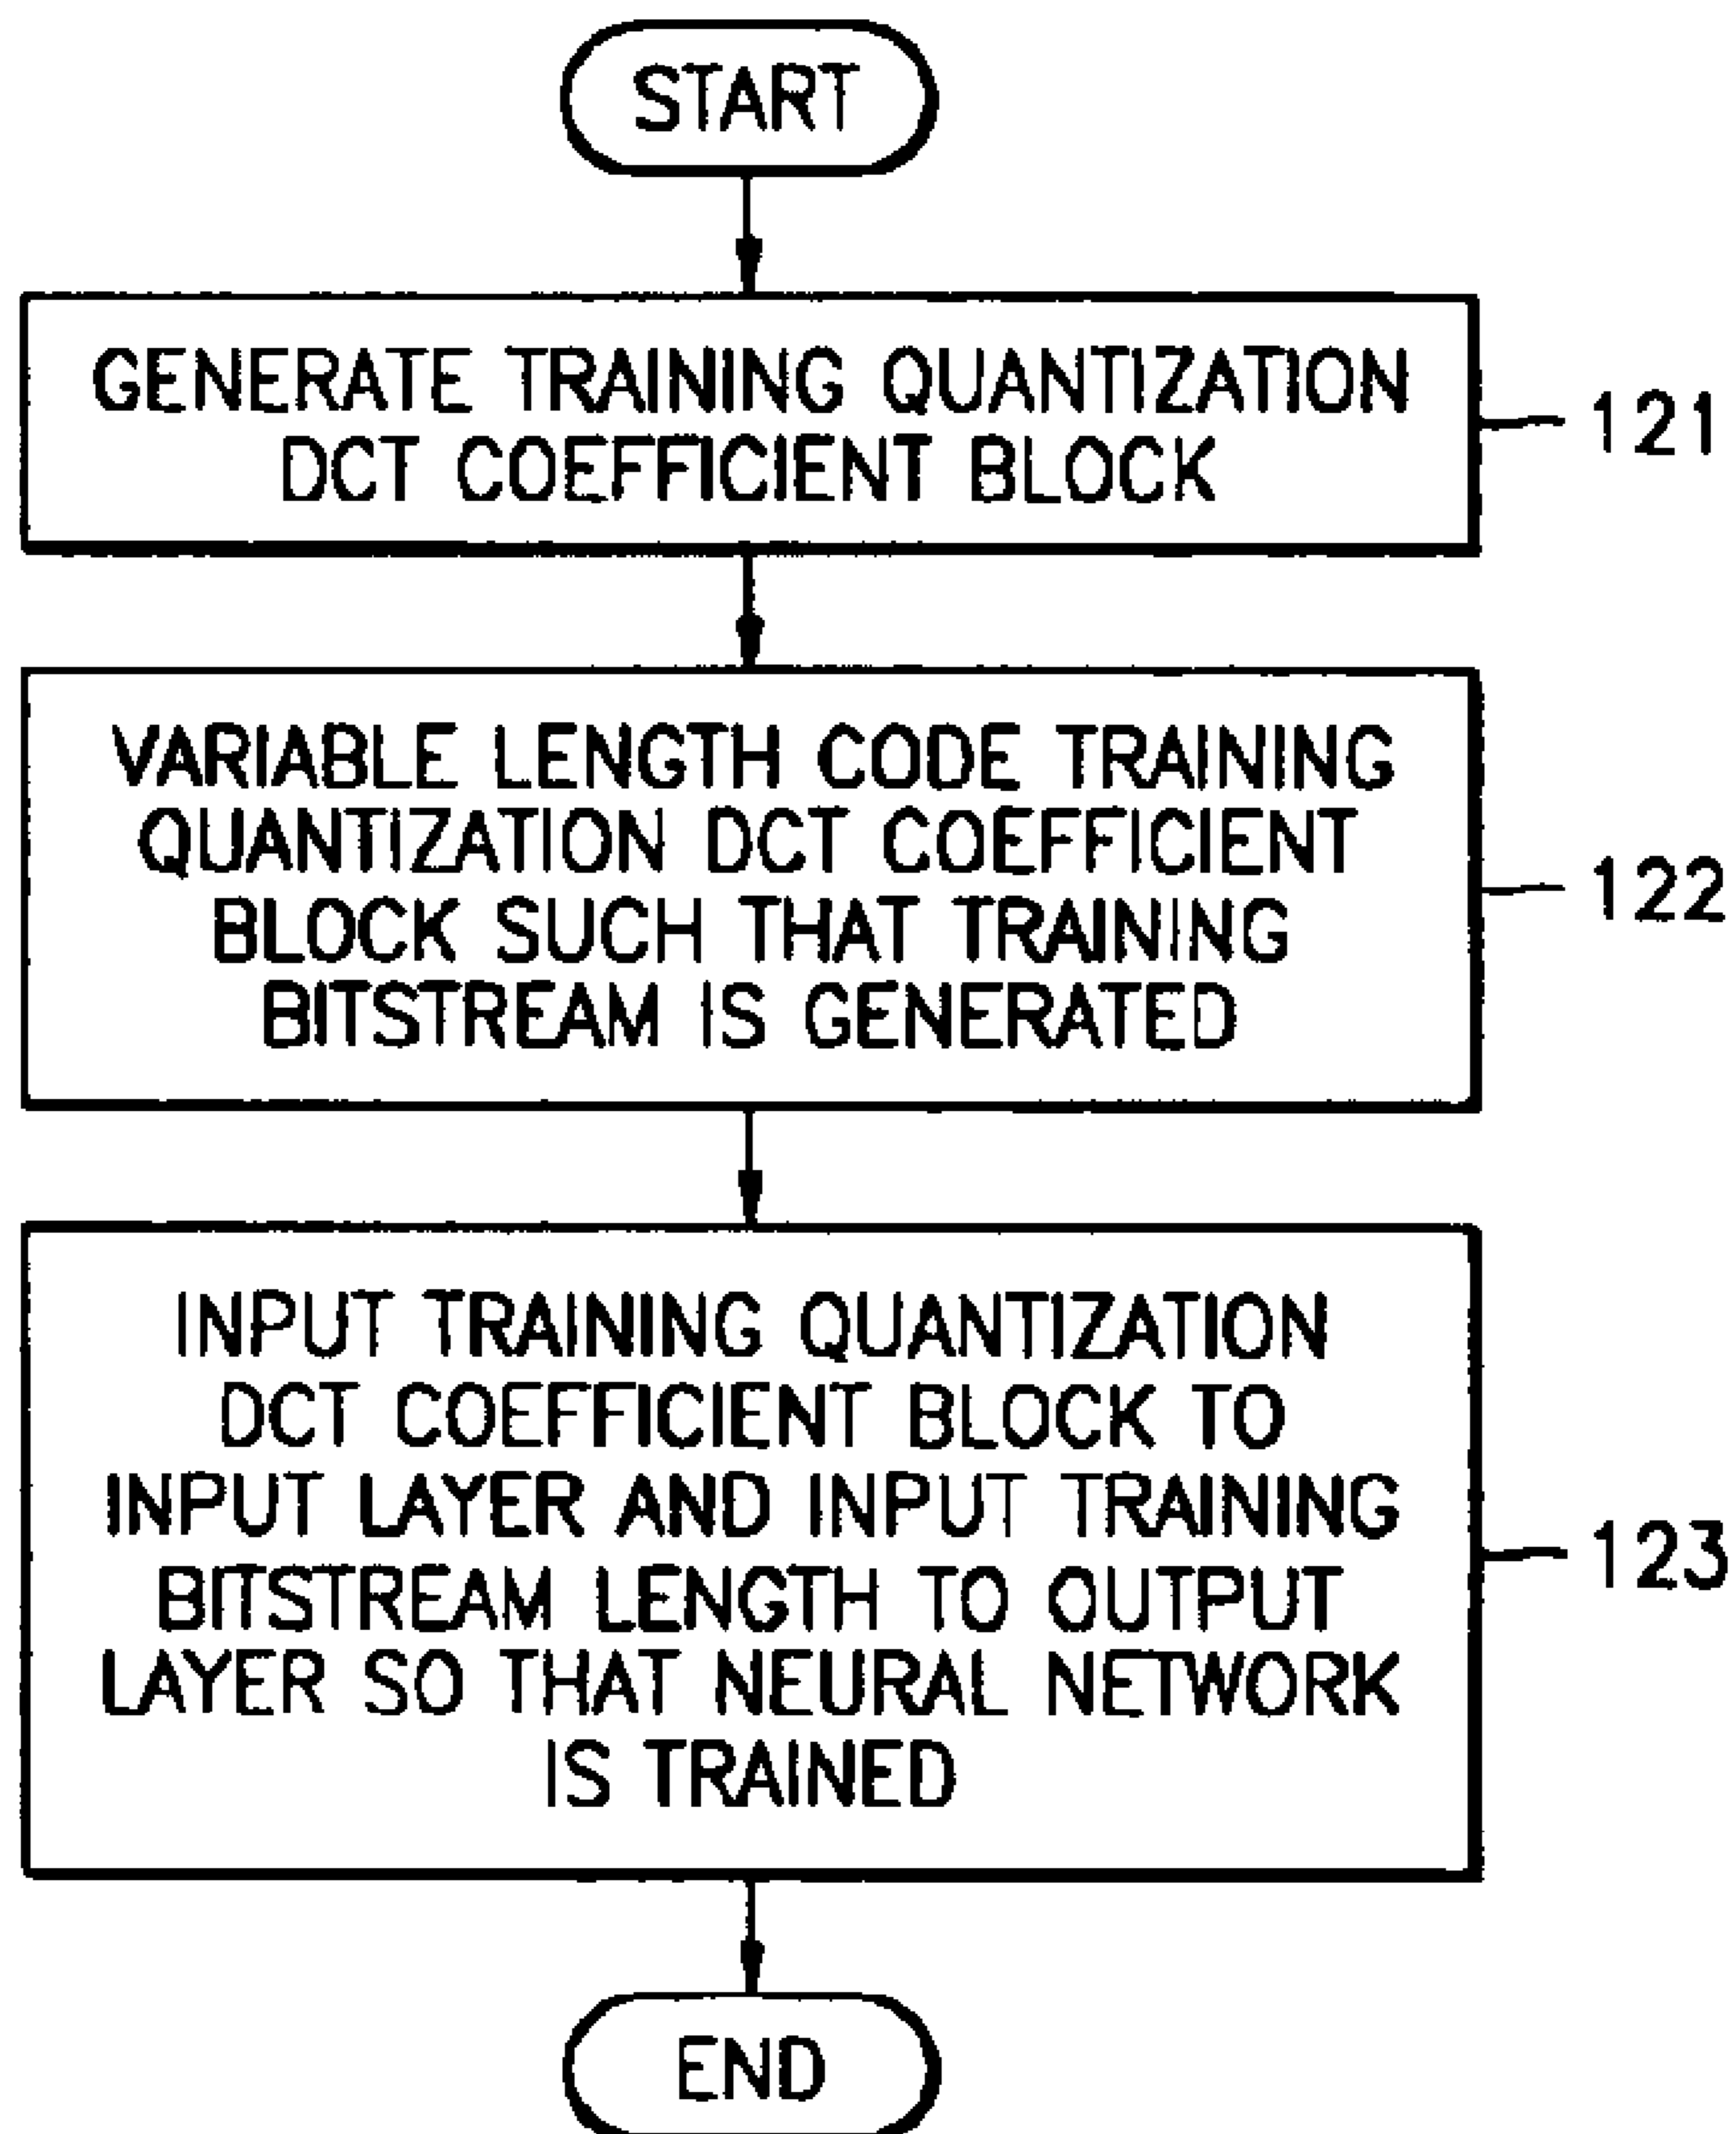 START
GENERATE TRAINING QUANTIZATION
DCT COEFFICIENT BLOCK
121
VARIABLE LENGTH CODE TRAINING
QUANTIZATION DCT COEFFICIENT
BLOCK SUCH THAT TRAINING
BITSTREAM IS GENERATED
122
INPUT TRAINING QUANTIZATION
DCT COEFFICIENT BLOCK TO
INPUT LAYER AND INPUT TRAINING
BITSTREAM LENGTH TO OUTPUT
LAYER SO THAT NEURAL NETWORK
IS TRAINED
123
END